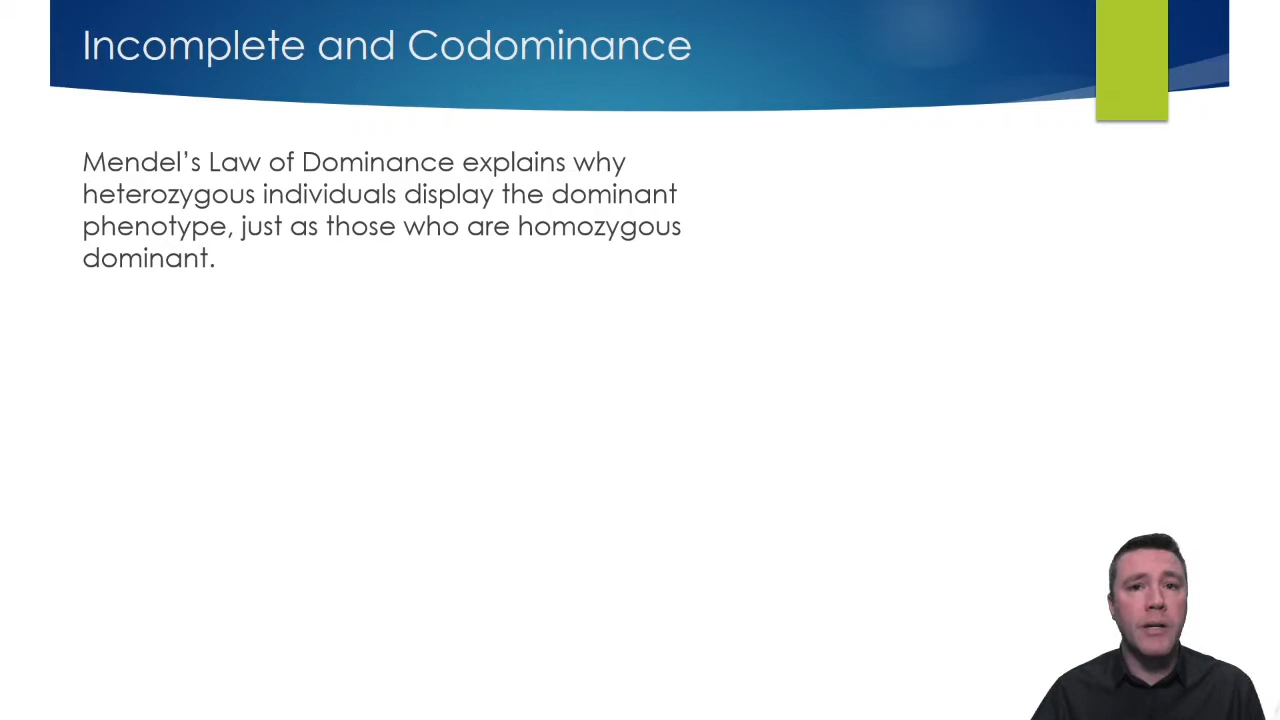 Incomplete and Codominance
Mendel’s Law of Dominance explains why
heterozygous individuals display the dominant
phenotype, just as those who are homozygous
dominant.